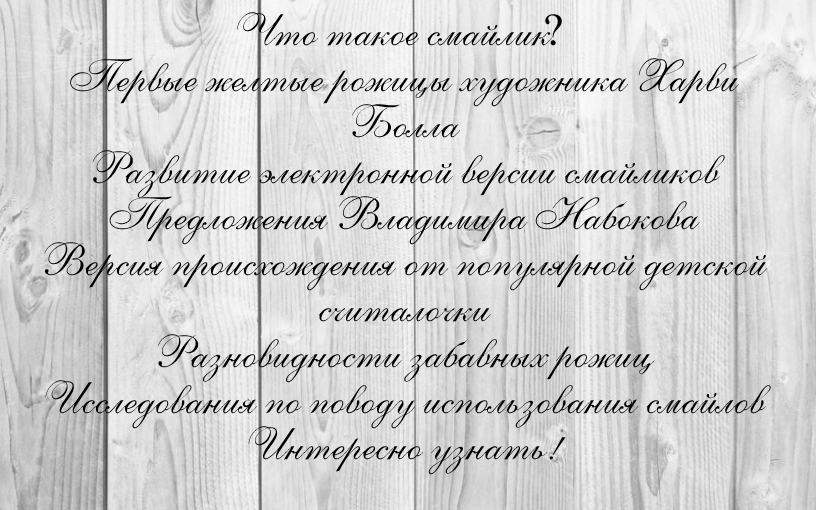 Что такое смайлик?
Первые желтые рожицы художника Харви
Болла
Развитие электронной версии смайликов
Предложения Владимира Набокова
Версия происхождения от популярной детской
считалочки
Разновидности забавных рожиц
Исследования по поводу использования смайлов
Интересно узнать!